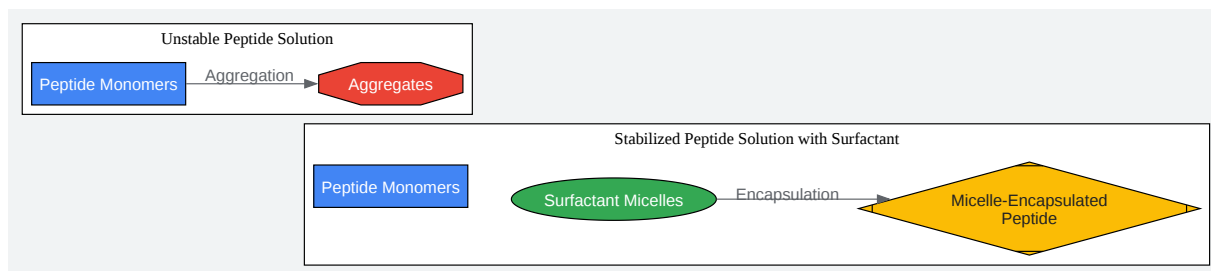 Unstable Peptide Solution
Peptide Monomers
Aggregation
Aggregates
Stabilized Peptide Solution with Surfactant
Peptide Monomers
Surfactant Micelles
Encapsulation
Micelle-Encapsulated
Peptide